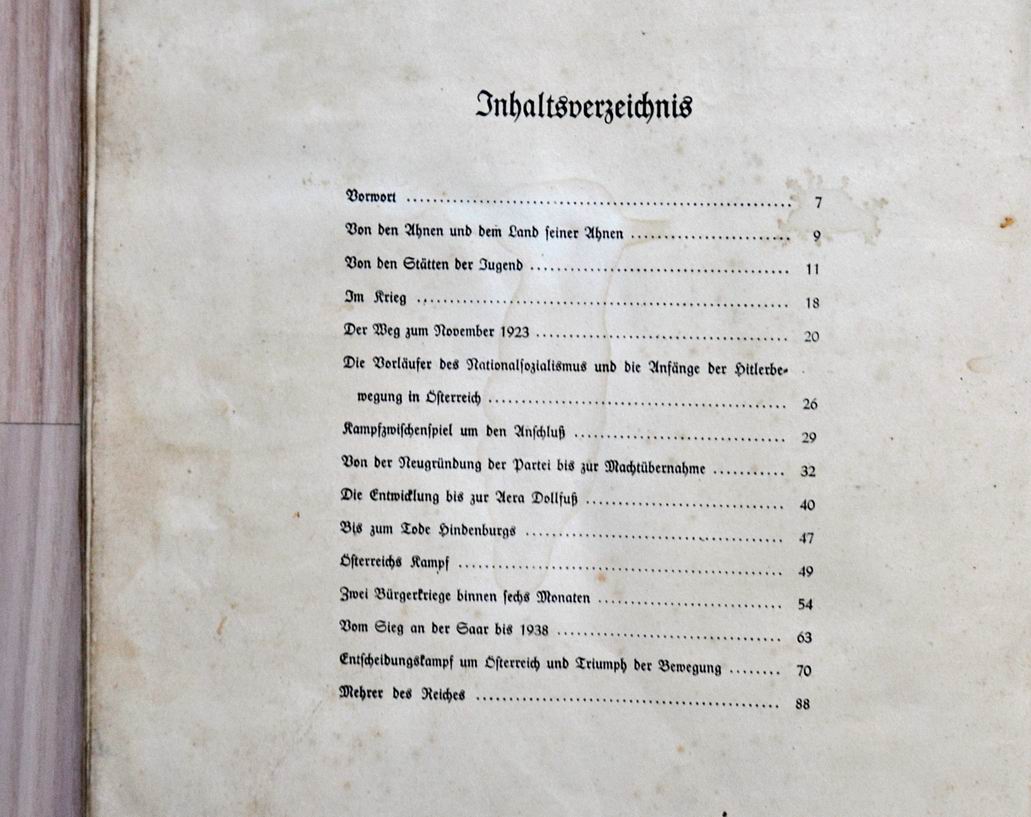 Inhaltsverzeichnis
Vorwort ................................................ 7
Von den Ahnen und dem Land seiner Ahnen .................... 9
Von den Stätten der Jugend ................................ 11
Im Krieg ................................................ 18
Der Weg zum November 1923 ................................ 20
Die Vorläufer des Nationalsozialismus und die Anfänge der Hitlerbe-
wegung in Österreich ...................................... 26
Kampfzwischenspiel um den Anschluß ........................ 29
Von der Neugründung der Partei bis zur Machtübernahme ........... 32
Die Entwicklung bis zur Aera Dollfuß ........................ 40
Bis zum Tode Hindenburgs ................................ 47
Österreichs Kampf ........................................ 49
Zwei Bürgerkriege binnen sechs Monaten ...................... 54
Vom Sieg an der Saar bis 1938 .............................. 63
Entscheidungskampf um Österreich und Triumph der Bewegung ........ 70
Mehrer des Reiches ........................................ 88